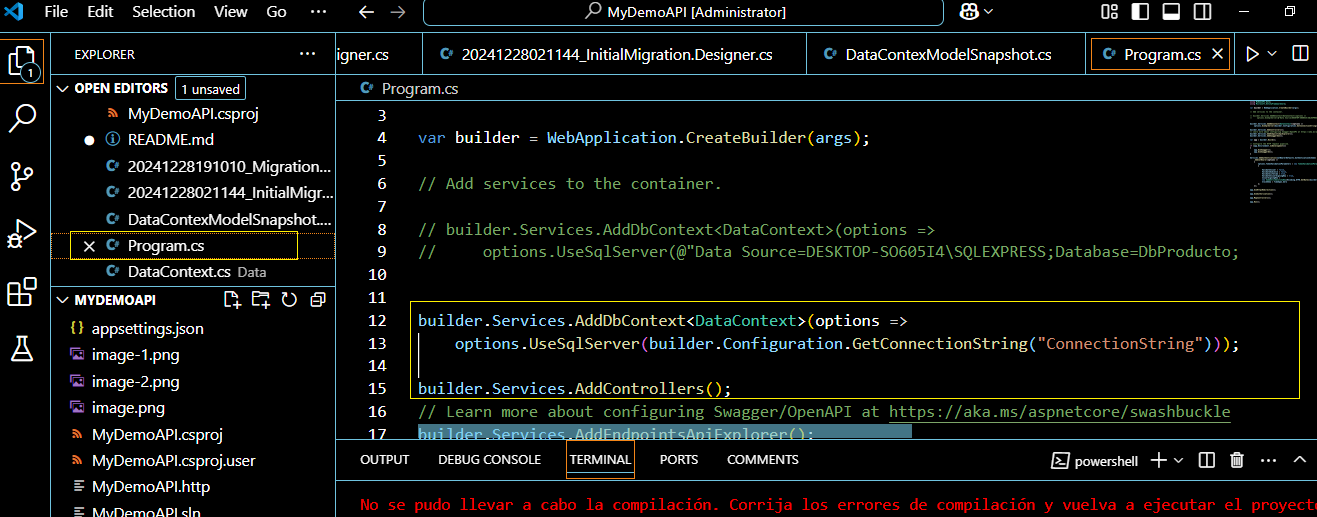 File Edit Selection View Go ··· MyDemoAPI [Administrator]
EXPLORER ···
OPEN EDITORS 1 unsaved
MyDemoAPI.csproj
README.md
20241228191010_Migration...
20241228021144_InitialMigr...
DataContexModelSnapshot....
Program.cs
DataContext.cs Data
MYDEMOAPI
appsettings.json
image-1.png
image-2.png
image.png
MyDemoAPI.csproj
MyDemoAPI.csproj.user
MyDemoAPI.http
MyDemoAPI.sln
1
igner.cs 20241228021144_InitialMigration.Designer.cs DataContexModelSnapshot.cs Program.cs
Program.cs
3
4 var builder = WebApplication.CreateBuilder(args);
5
6 // Add services to the container.
7
8 // builder.Services.AddDbContext<DataContext>(options =>
9 // options.UseSqlServer(@"Data Source=DESKTOP-SO605I4\SQLEXPRESS;Database=DbProducto;
10
11
12 builder.Services.AddDbContext<DataContext>(options =>
13 options.UseSqlServer(builder.Configuration.GetConnectionString("ConnectionString")));
14
15 builder.Services.AddControllers();
16 // Learn more about configuring Swagger/OpenAPI at https://aka.ms/aspnetcore/swashbuckle
17 builder.Services.AddEndpointsApiExplorer();
OUTPUT DEBUG CONSOLE TERMINAL PORTS COMMENTS powershell ···
No se pudo llevar a cabo la compilación. Corrija los errores de compilación y vuelva a ejecutar el proyect